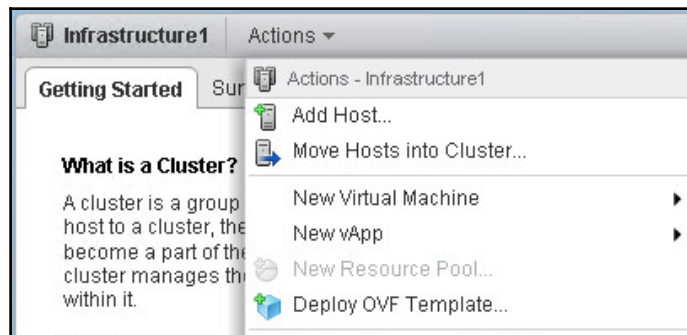 Infrastructure1 Actions
Getting Started Sur
Actions - Infrastructure1
Add Host...
Move Hosts into Cluster...
What is a Cluster?
A cluster is a group
host to a cluster, the
become a part of the
cluster manages the
within it.
New Virtual Machine
New vApp
New Resource Pool...
Deploy OVF Template...